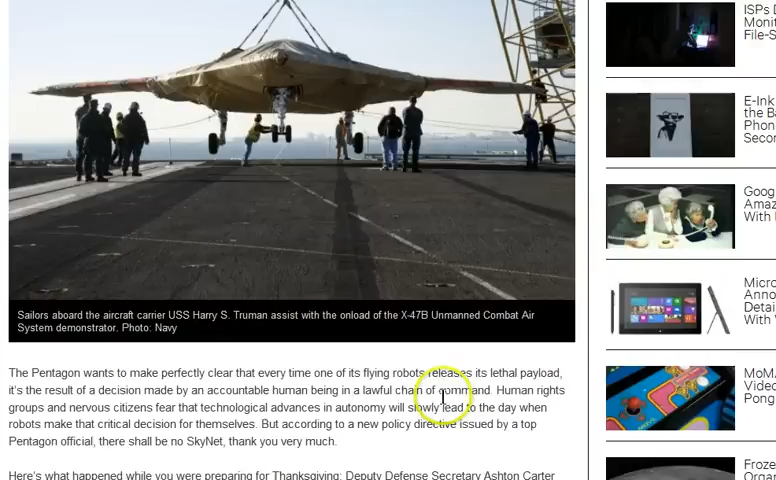 Sailors aboard the aircraft carrier USS Harry S. Truman assist with the onload of the X-47B Unmanned Combat Air
System demonstrator. Photo: Navy
The Pentagon wants to make perfectly clear that every time one of its flying robots releases its lethal payload,
it's the result of a decision made by an accountable human being in a lawful chain of command. Human rights
groups and nervous citizens fear that technological advances in autonomy will slowly lead to the day when
robots make that critical decision for themselves. But according to a new policy directive issued by a top
Pentagon official, there shall be no SkyNet, thank you very much.
Here's what happened while you were preparing for Thanksgiving: Deputy Defense Secretary Ashton Carter
ISPs D
Monit
File-S
E-Ink
the Ba
Phon
Secon
Goog
Amaz
With
Micro
Anno
Detai
With
MoM
Video
Pong
Froze
Orga